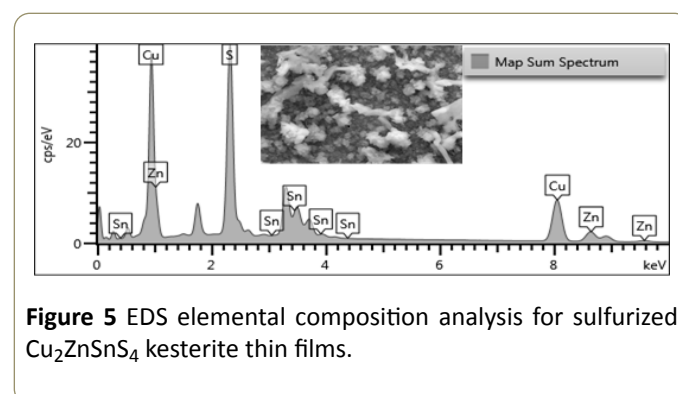 Cu
S
Map Sum Spectrum
cps/eV
20
Zn
Sn
Sn
Sn
Sn
Sn
Cu
Zn
Zn
0
0
2
4
6
8
keV
Figure 5 EDS elemental composition analysis for sulfurized
Cu₂ZnSnS₄ kesterite thin films.